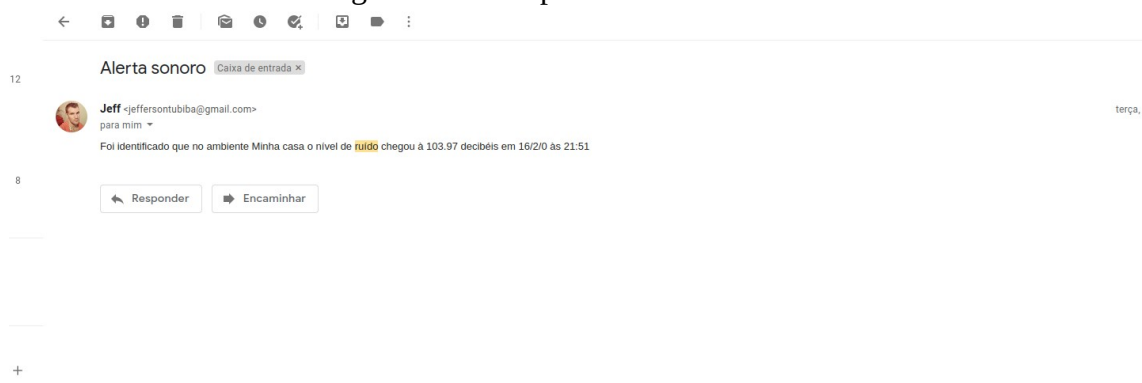 Alerta sonoro Caixa de entrada ×
12
Jeff <jeffersontubiba@gmail.com> terça,
para mim
Foi identificado que no ambiente Minha casa o nível de ruído chegou à 103.97 decibéis em 16/2/0 às 21:51
8
Responder Encaminhar